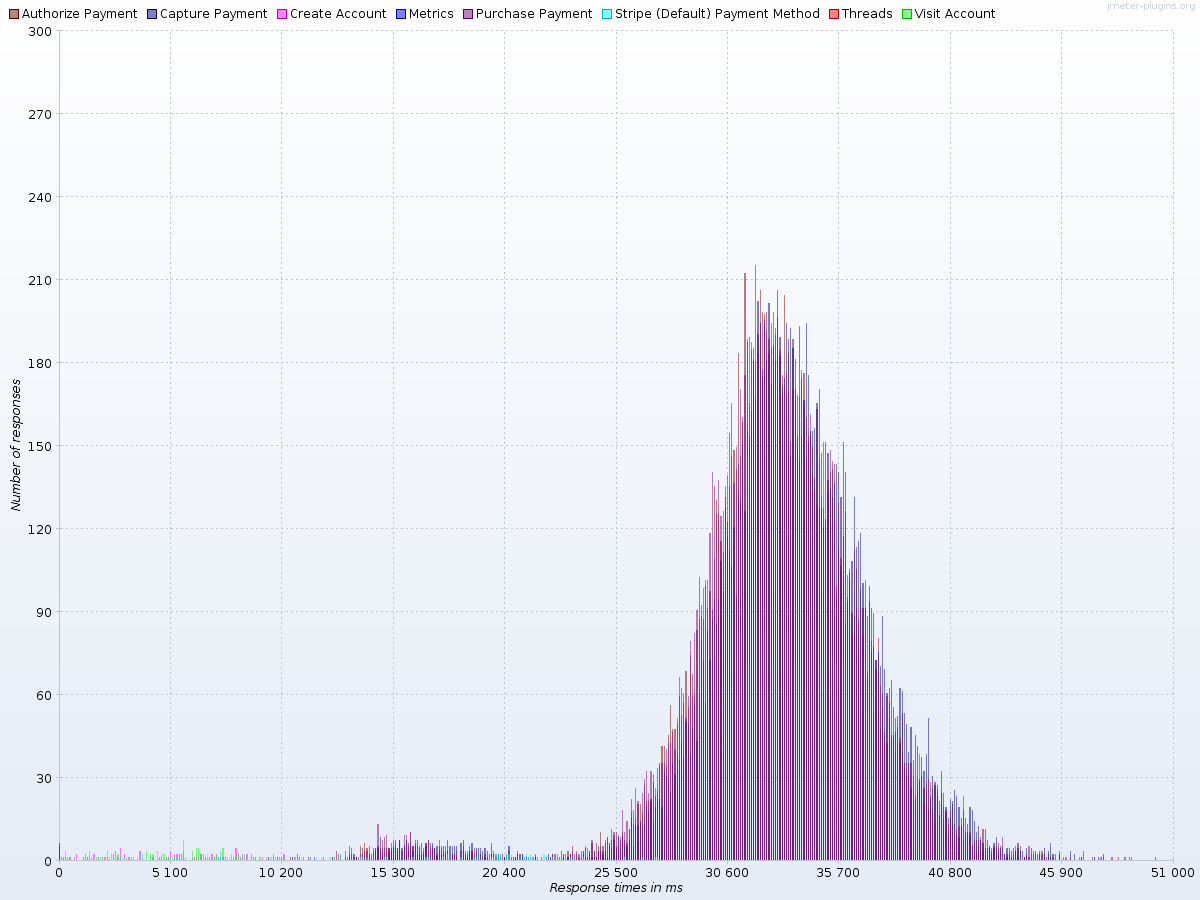 Authorize Payment Capture Payment Create Account Metrics Purchase Payment Stripe (Default) Payment Method Threads Visit Account
jmeter-plugins.org
300
270
240
210
180
150
120
90
60
30
0
Number of responses
0 5 100 10 200 15 300 20 400 25 500 30 600 35 700 40 800 45 900 51 000
Response times in ms